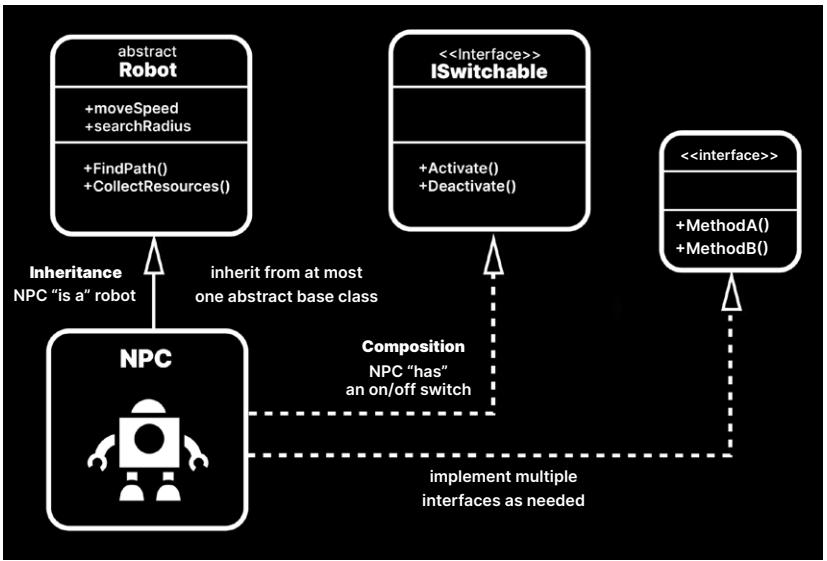 abstract
Robot
+moveSpeed
+searchRadius
+FindPath()
+CollectResources()
<<Interface>>
ISwitchable
+Activate()
+Deactivate()
<<interface>>
+MethodA()
+MethodB()
Inheritance
NPC “is a” robot
inherit from at most
one abstract base class
NPC
Composition
NPC “has”
an on/off switch
implement multiple
interfaces as needed